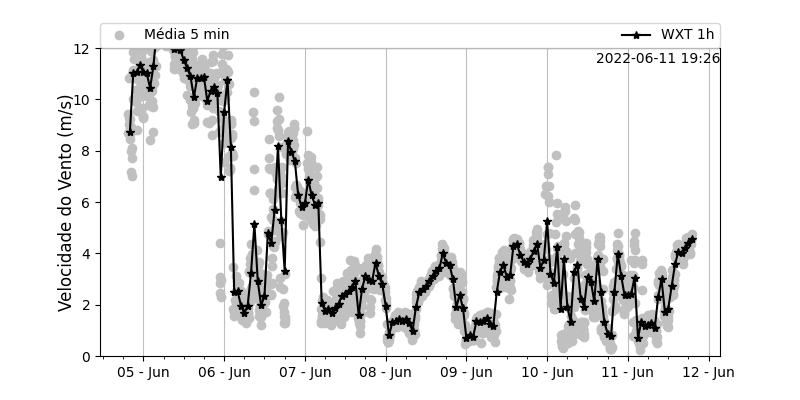 Média 5 min
WXT 1h
2022-06-11 19:26
Velocidade do Vento (m/s)
12
10
8
6
4
2
0
05 - Jun 06 - Jun 07 - Jun 08 - Jun 09 - Jun 10 - Jun 11 - Jun 12 - Jun